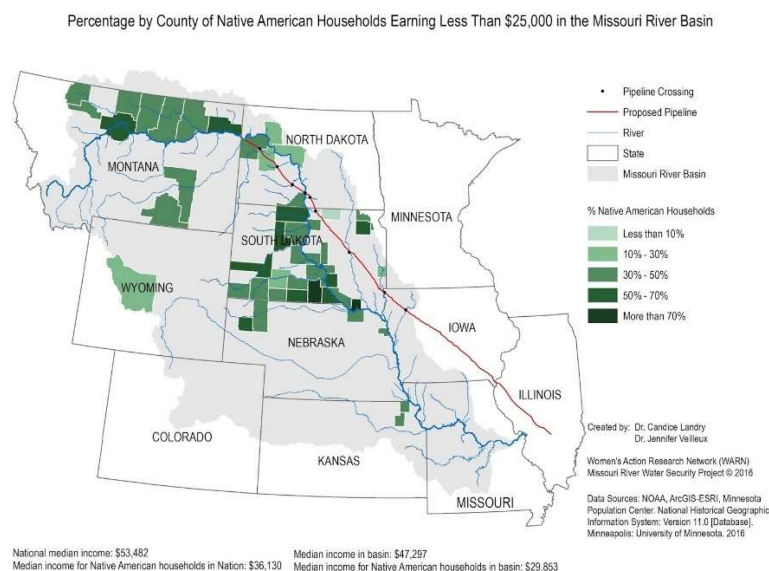 Percentage by County of Native American Households Earning Less Than $25,000 in the Missouri River Basin
Pipeline Crossing
Proposed Pipeline
River
State
Missouri River Basin
% Native American Households
Less than 10%
10% - 30%
30% - 50%
50% - 70%
More than 70%
NORTH DAKOTA
MONTANA
MINNESOTA
SOUTH DAKOTA
WYOMING
IOWA
NEBRASKA
ILLINOIS
COLORADO
KANSAS
MISSOURI
Created by: Dr. Candice Landry
Dr. Jennifer Veilleux
Women's Action Research Network (WARN)
Missouri River Water Security Project © 2016
Data Sources: NOAA, ArcGIS-ESRI, Minnesota
Population Center. National Historical Geographic
Information System: Version 11.0 [Database].
Minneapolis: University of Minnesota. 2016
National median income: $53,482
Median income for Native American households in Nation: $36,130
Median income in basin: $47,297
Median income for Native American households in basin: $29,853